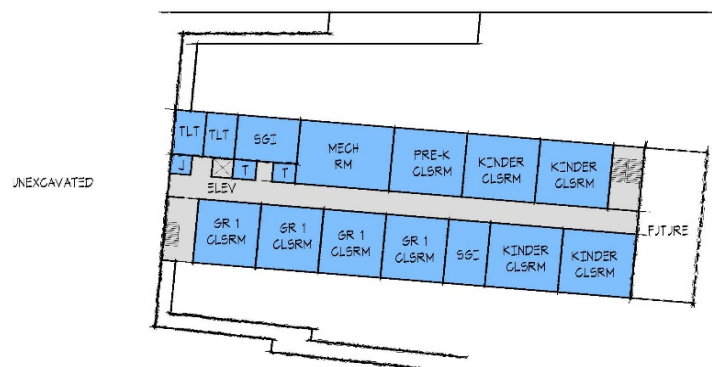 TLT
TLT
SGI
MECH
RM
PRE-K
CLSRM
KINDER
CLSRM
KINDER
CLSRM
J
T
T
ELEV
UNEXCAVATED
FUTURE
GR 1
CLSRM
GR 1
CLSRM
GR 1
CLSRM
GR 1
CLSRM
SGI
KINDER
CLSRM
KINDER
CLSRM